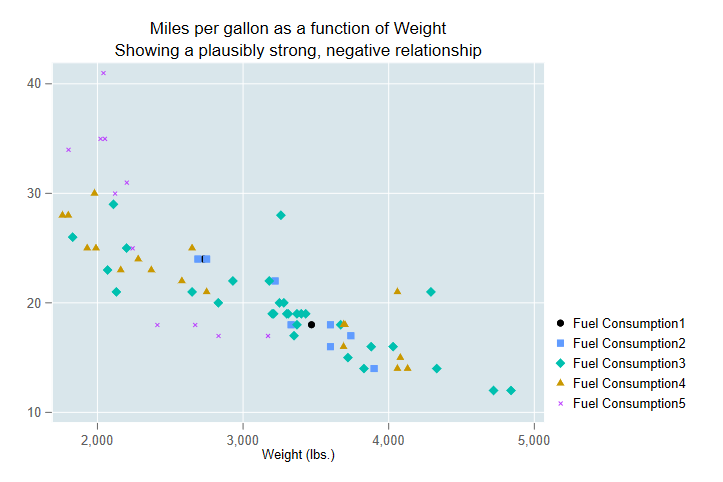 Miles per gallon as a function of Weight
Showing a plausibly strong, negative relationship
40
30
20
10
2,000 3,000 4,000 5,000
Weight (lbs.)
Fuel Consumption1
Fuel Consumption2
Fuel Consumption3
Fuel Consumption4
Fuel Consumption5